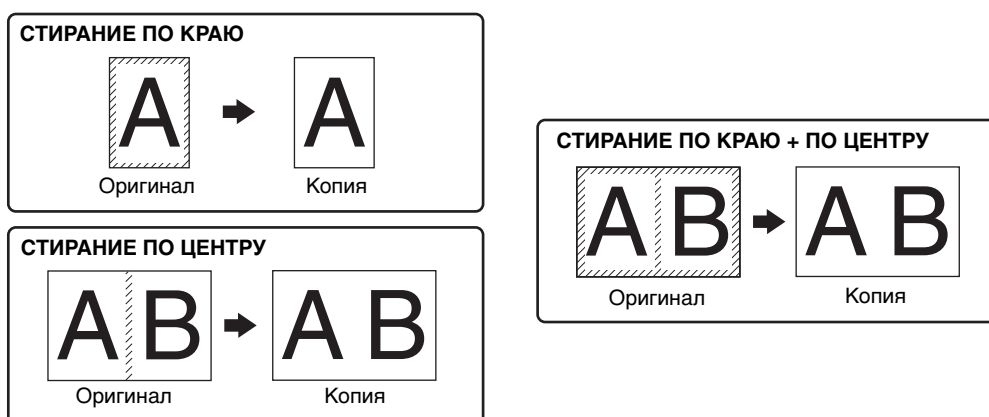 СТИРАНИЕ ПО КРАЮ
A A
Оригинал Копия
СТИРАНИЕ ПО ЦЕНТРУ
A B A B
Оригинал Копия
СТИРАНИЕ ПО КРАЮ + ПО ЦЕНТРУ
A B A B
Оригинал Копия